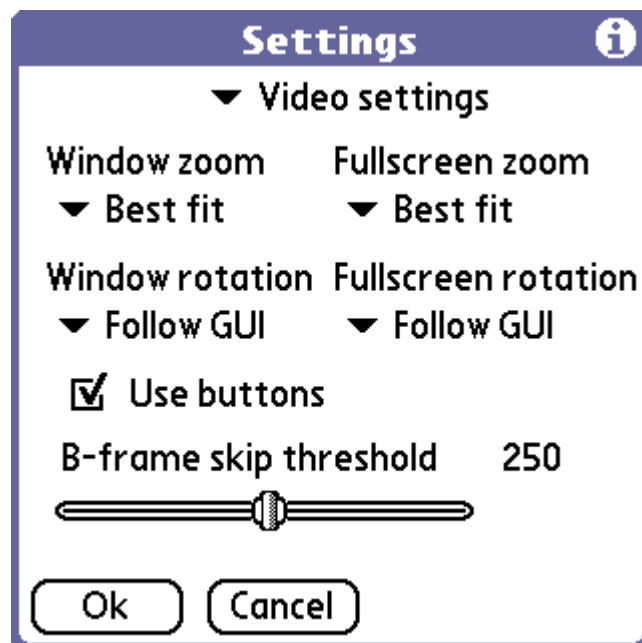 Settings
Video settings
Window zoom Fullscreen zoom
Best fit Best fit
Window rotation Fullscreen rotation
Follow GUI Follow GUI
Use buttons
B-frame skip threshold 250
Ok Cancel